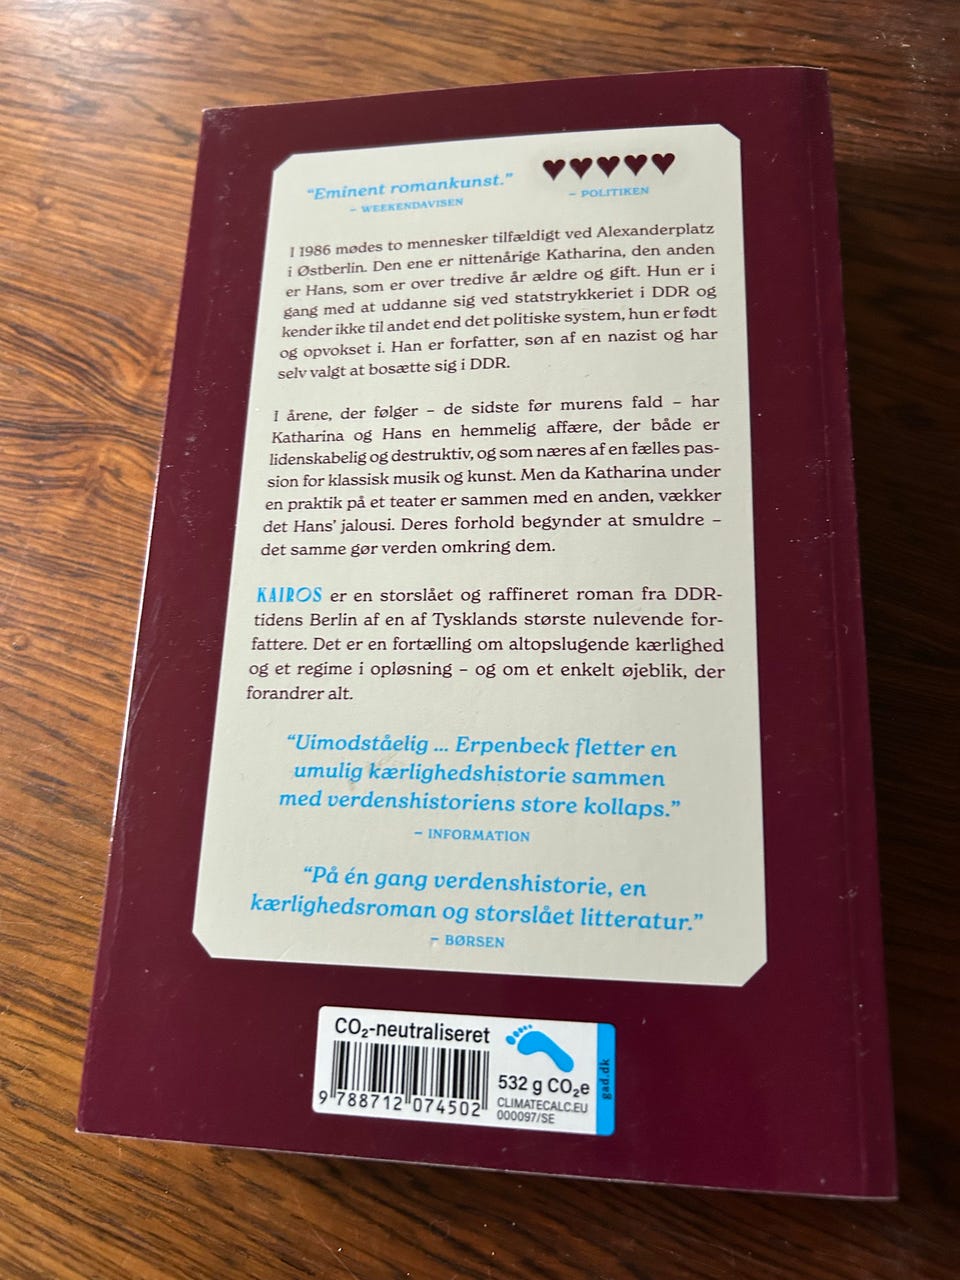 “Eminent romankunst.”
– WEEKENDAVISEN
– POLITIKEN
I 1986 mødes to mennesker tilfældigt ved Alexanderplatz
i Østberlin. Den ene er nittenårige Katharina, den anden
er Hans, som er over tredive år ældre og gift. Hun er i
gang med at uddanne sig ved statstrykkeriet i DDR og
kender ikke til andet end det politiske system, hun er født
og opvokset i. Han er forfatter, søn af en nazist og har
selv valgt at bosætte sig i DDR.
I årene, der følger – de sidste før murens fald – har
Katharina og Hans en hemmelig affære, der både er
lidenskabelig og destruktiv, og som næres af en fælles pas-
sion for klassisk musik og kunst. Men da Katharina under
en praktik på et teater er sammen med en anden, vækker
det Hans’ jalousi. Deres forhold begynder at smuldre –
det samme gør verden omkring dem.
KAIROS er en storslået og raffineret roman fra DDR-
tidens Berlin af en af Tysklands største nulevende for-
fattere. Det er en fortælling om altopslugende kærlighed
og et regime i opløsning – og om et enkelt øjeblik, der
forandrer alt.
“Uimodståelig ... Erpenbeck fletter en
umulig kærlighedshistorie sammen
med verdenshistoriens store kollaps.”
– INFORMATION
“På én gang verdenshistorie, en
kærlighedsroman og storslået litteratur.”
– BØRSEN
CO₂-neutraliseret
9 788712 074502
532 g CO₂e
CLIMATECALC.EU
000097/SE
gad.dk